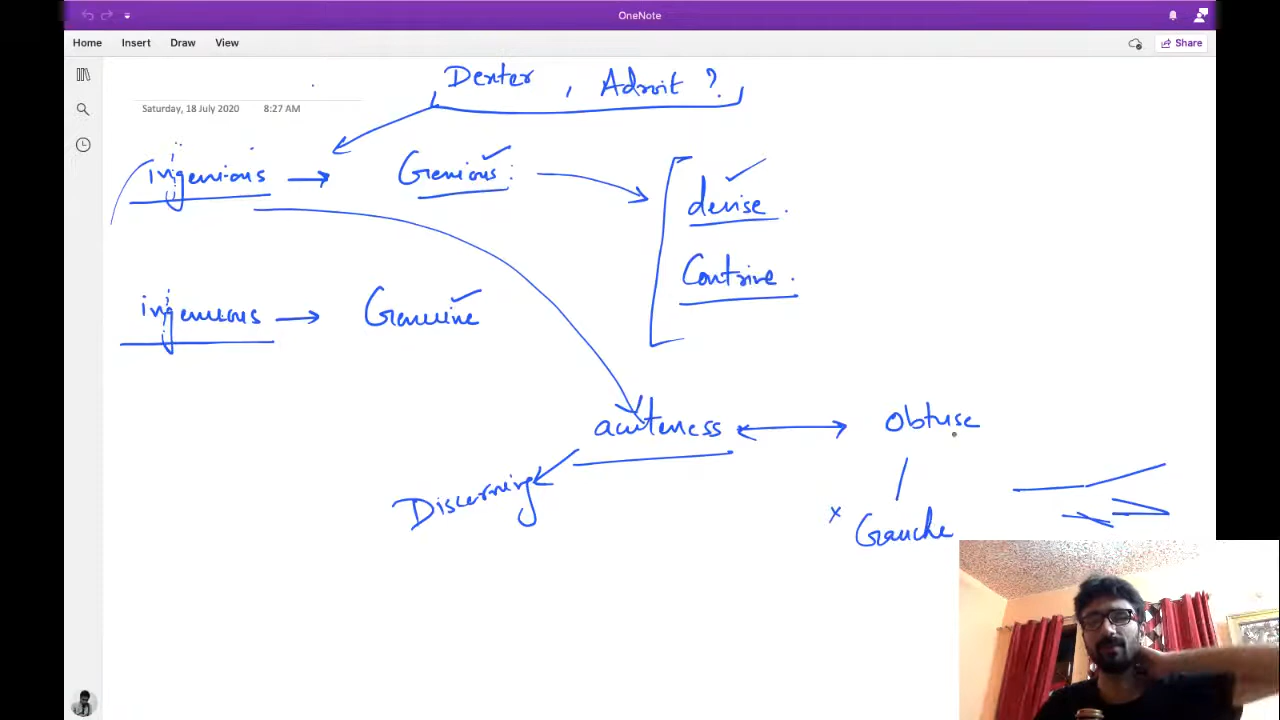 OneNote
Home Insert Draw View Share
Dexter, Adroit ?
Saturday, 18 July 2020 8:27 AM
ingenious → Genious :
devise .
Contrive .
ingenuous → Genuine
acuteness ↔ Obtuse
Discerning
x Gauche